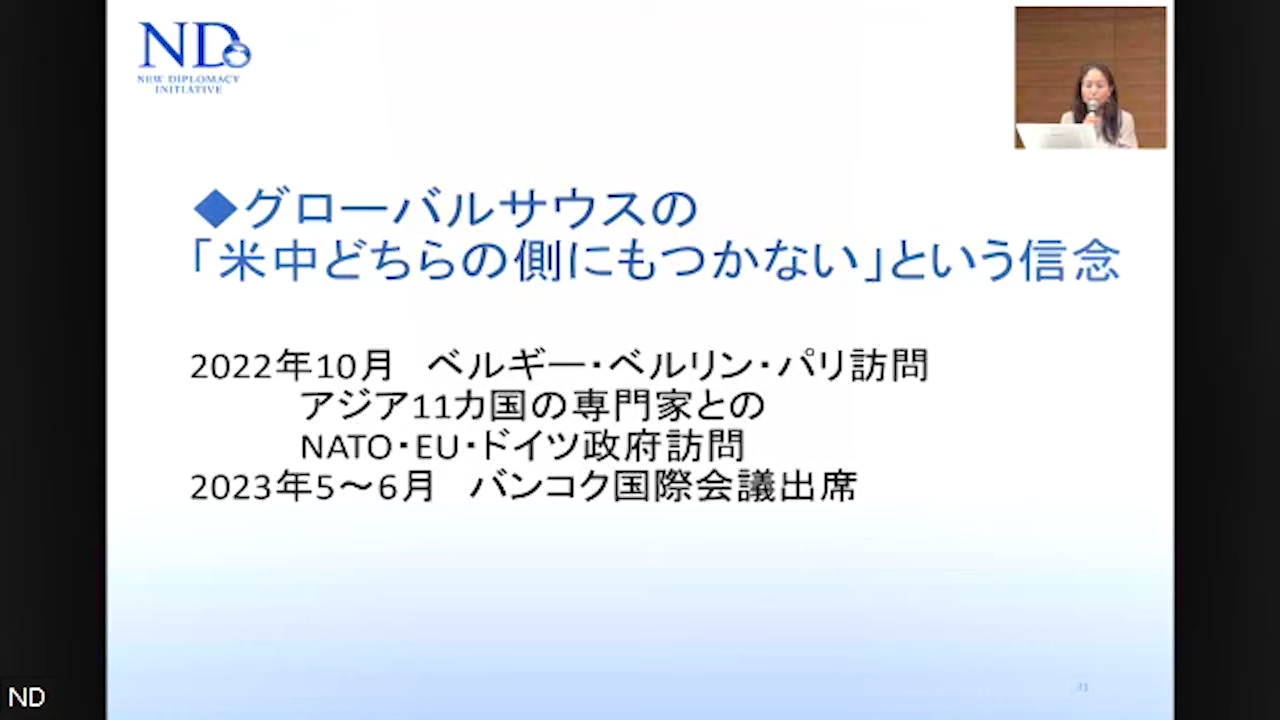 ND
NEW DIPLOMACY
INITIATIVE
◆グローバルサウスの
「米中どちらの側にもつかない」という信念
2022年10月　ベルギー・ベルリン・パリ訪問
アジア11カ国の専門家との
NATO・EU・ドイツ政府訪問
2023年5～6月　バンコク国際会議出席
ND